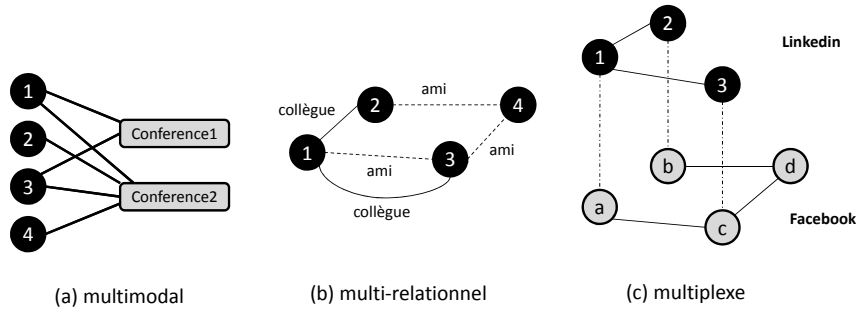 1
2
3
4
Conference1
Conference2
(a) multimodal
collègue
ami
2
4
1
3
ami
ami
collègue
(b) multi-relationnel
2
1
3
Linkedin
b
d
a
c
Facebook
(c) multiplexe